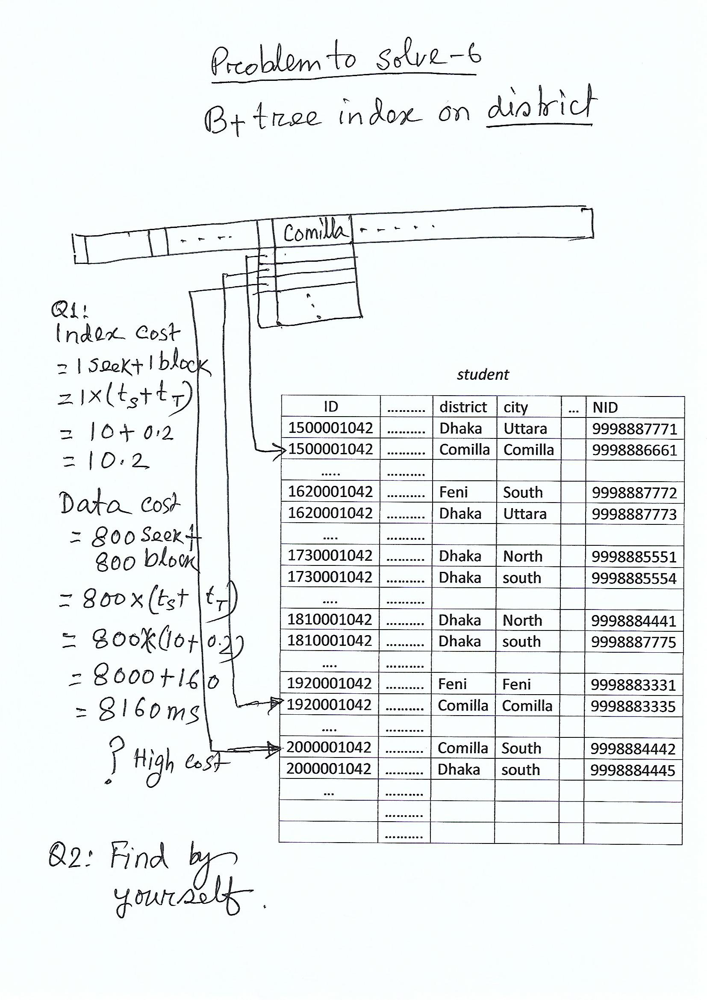 Problem to solve-6
B+ tree index on district
Comilla - - - - -
- - - -
Q1:
Index cost
= 1 seek + 1 block
= 1×(tS + tT)
= 10 + 0.2
= 10.2
Data cost
= 800 seek +
800 block
= 800×(tS + tT)
= 800×(10+0.2)
= 8000+160
= 8160 ms
? High cost
Q2: Find by
yourself.
student
ID .......... district city ... NID
1500001042 .......... Dhaka Uttara 9998887771
1500001042 .......... Comilla Comilla 9998886661
..... ..........
1620001042 .......... Feni South 9998887772
1620001042 .......... Dhaka Uttara 9998887773
.... ..........
1730001042 .......... Dhaka North 9998885551
1730001042 .......... Dhaka south 9998885554
.... ..........
1810001042 .......... Dhaka North 9998884441
1810001042 .......... Dhaka south 9998887775
.... ..........
1920001042 .......... Feni Feni 9998883331
1920001042 .......... Comilla Comilla 9998883335
.... ..........
2000001042 .......... Comilla South 9998884442
2000001042 .......... Dhaka south 9998884445
... ..........
..........
..........